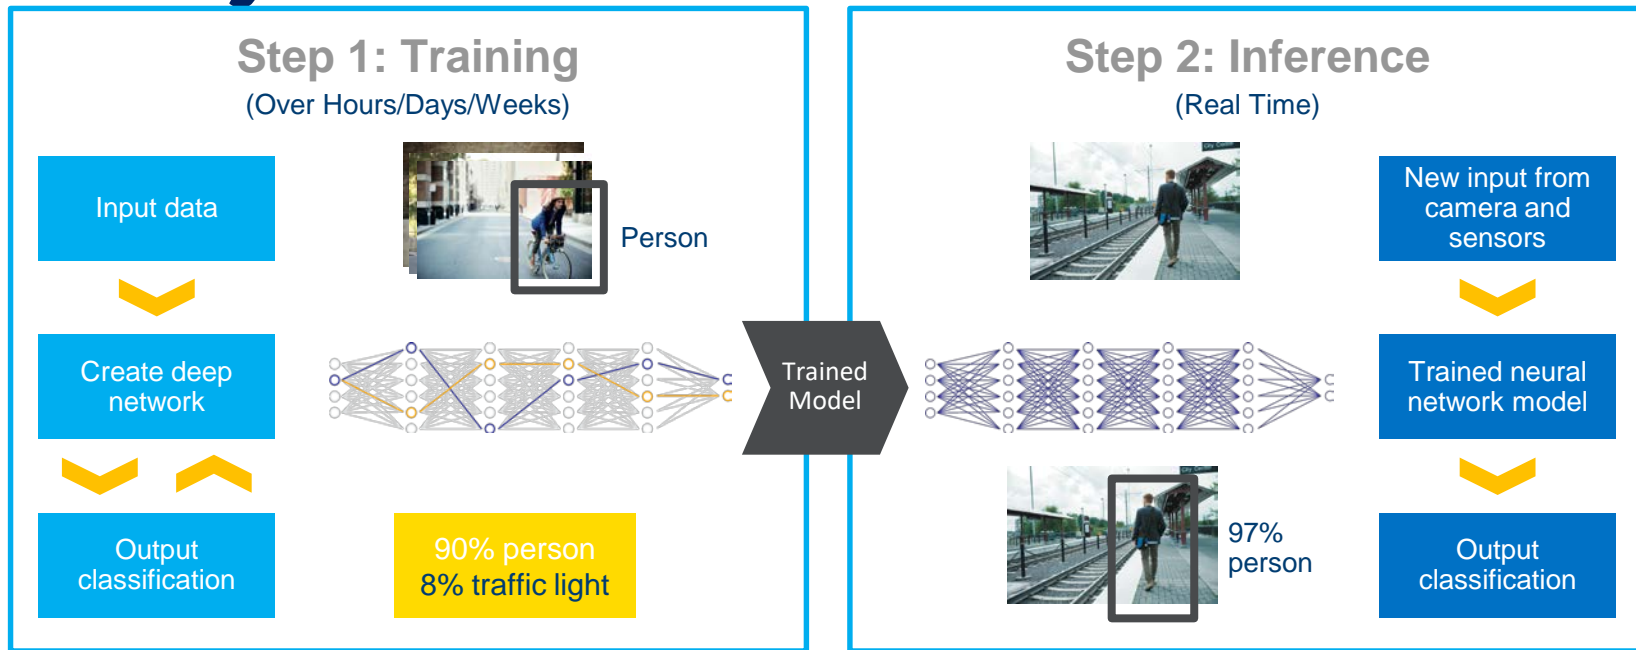 Step 1: Training
(Over Hours/Days/Weeks)
Input data
Person
Create deep
network
Output
classification
90% person
8% traffic light
Trained
Model
Step 2: Inference
(Real Time)
City Center
New input from
camera and
sensors
Trained neural
network model
97%
person
Output
classification